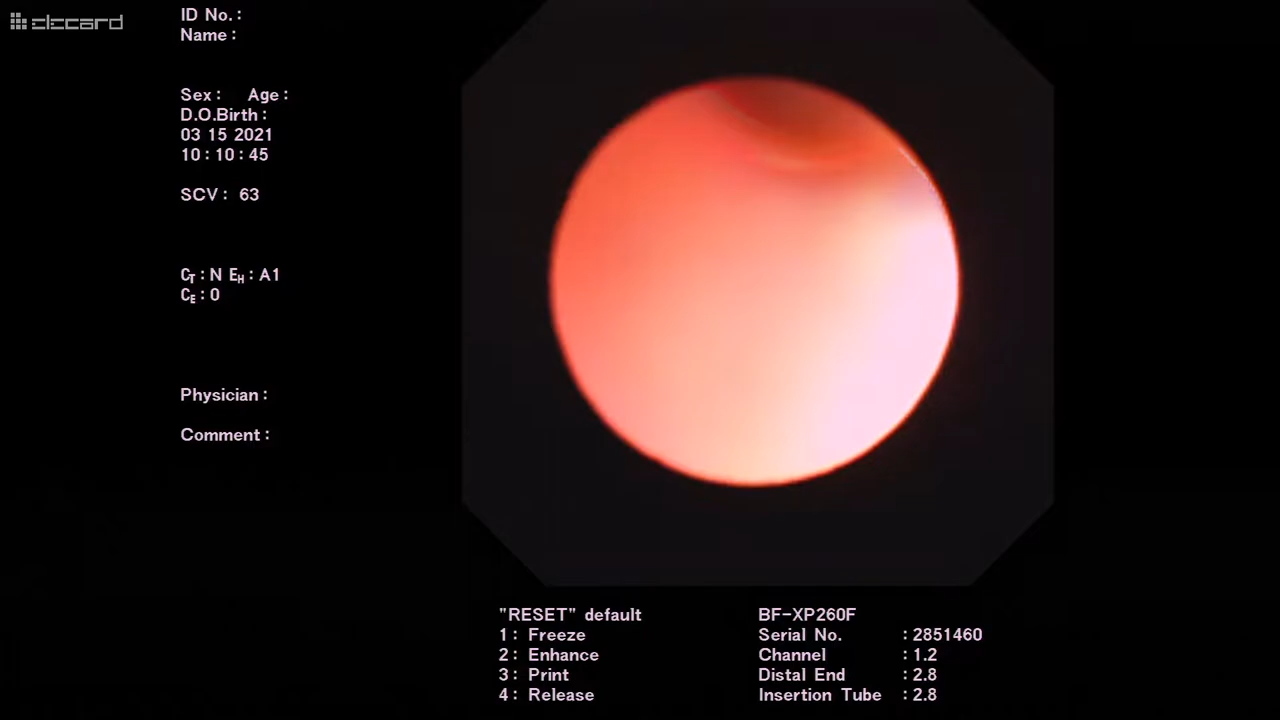 elecard
ID No.:
Name:
Sex: Age:
D.O.Birth:
03 15 2021
10:10:45
SCV: 63
CT:N EH:A1
CE:0
Physician:
Comment:
"RESET" default
1: Freeze
2: Enhance
3: Print
4: Release
BF-XP260F
Serial No. :2851460
Channel :1.2
Distal End :2.8
Insertion Tube :2.8